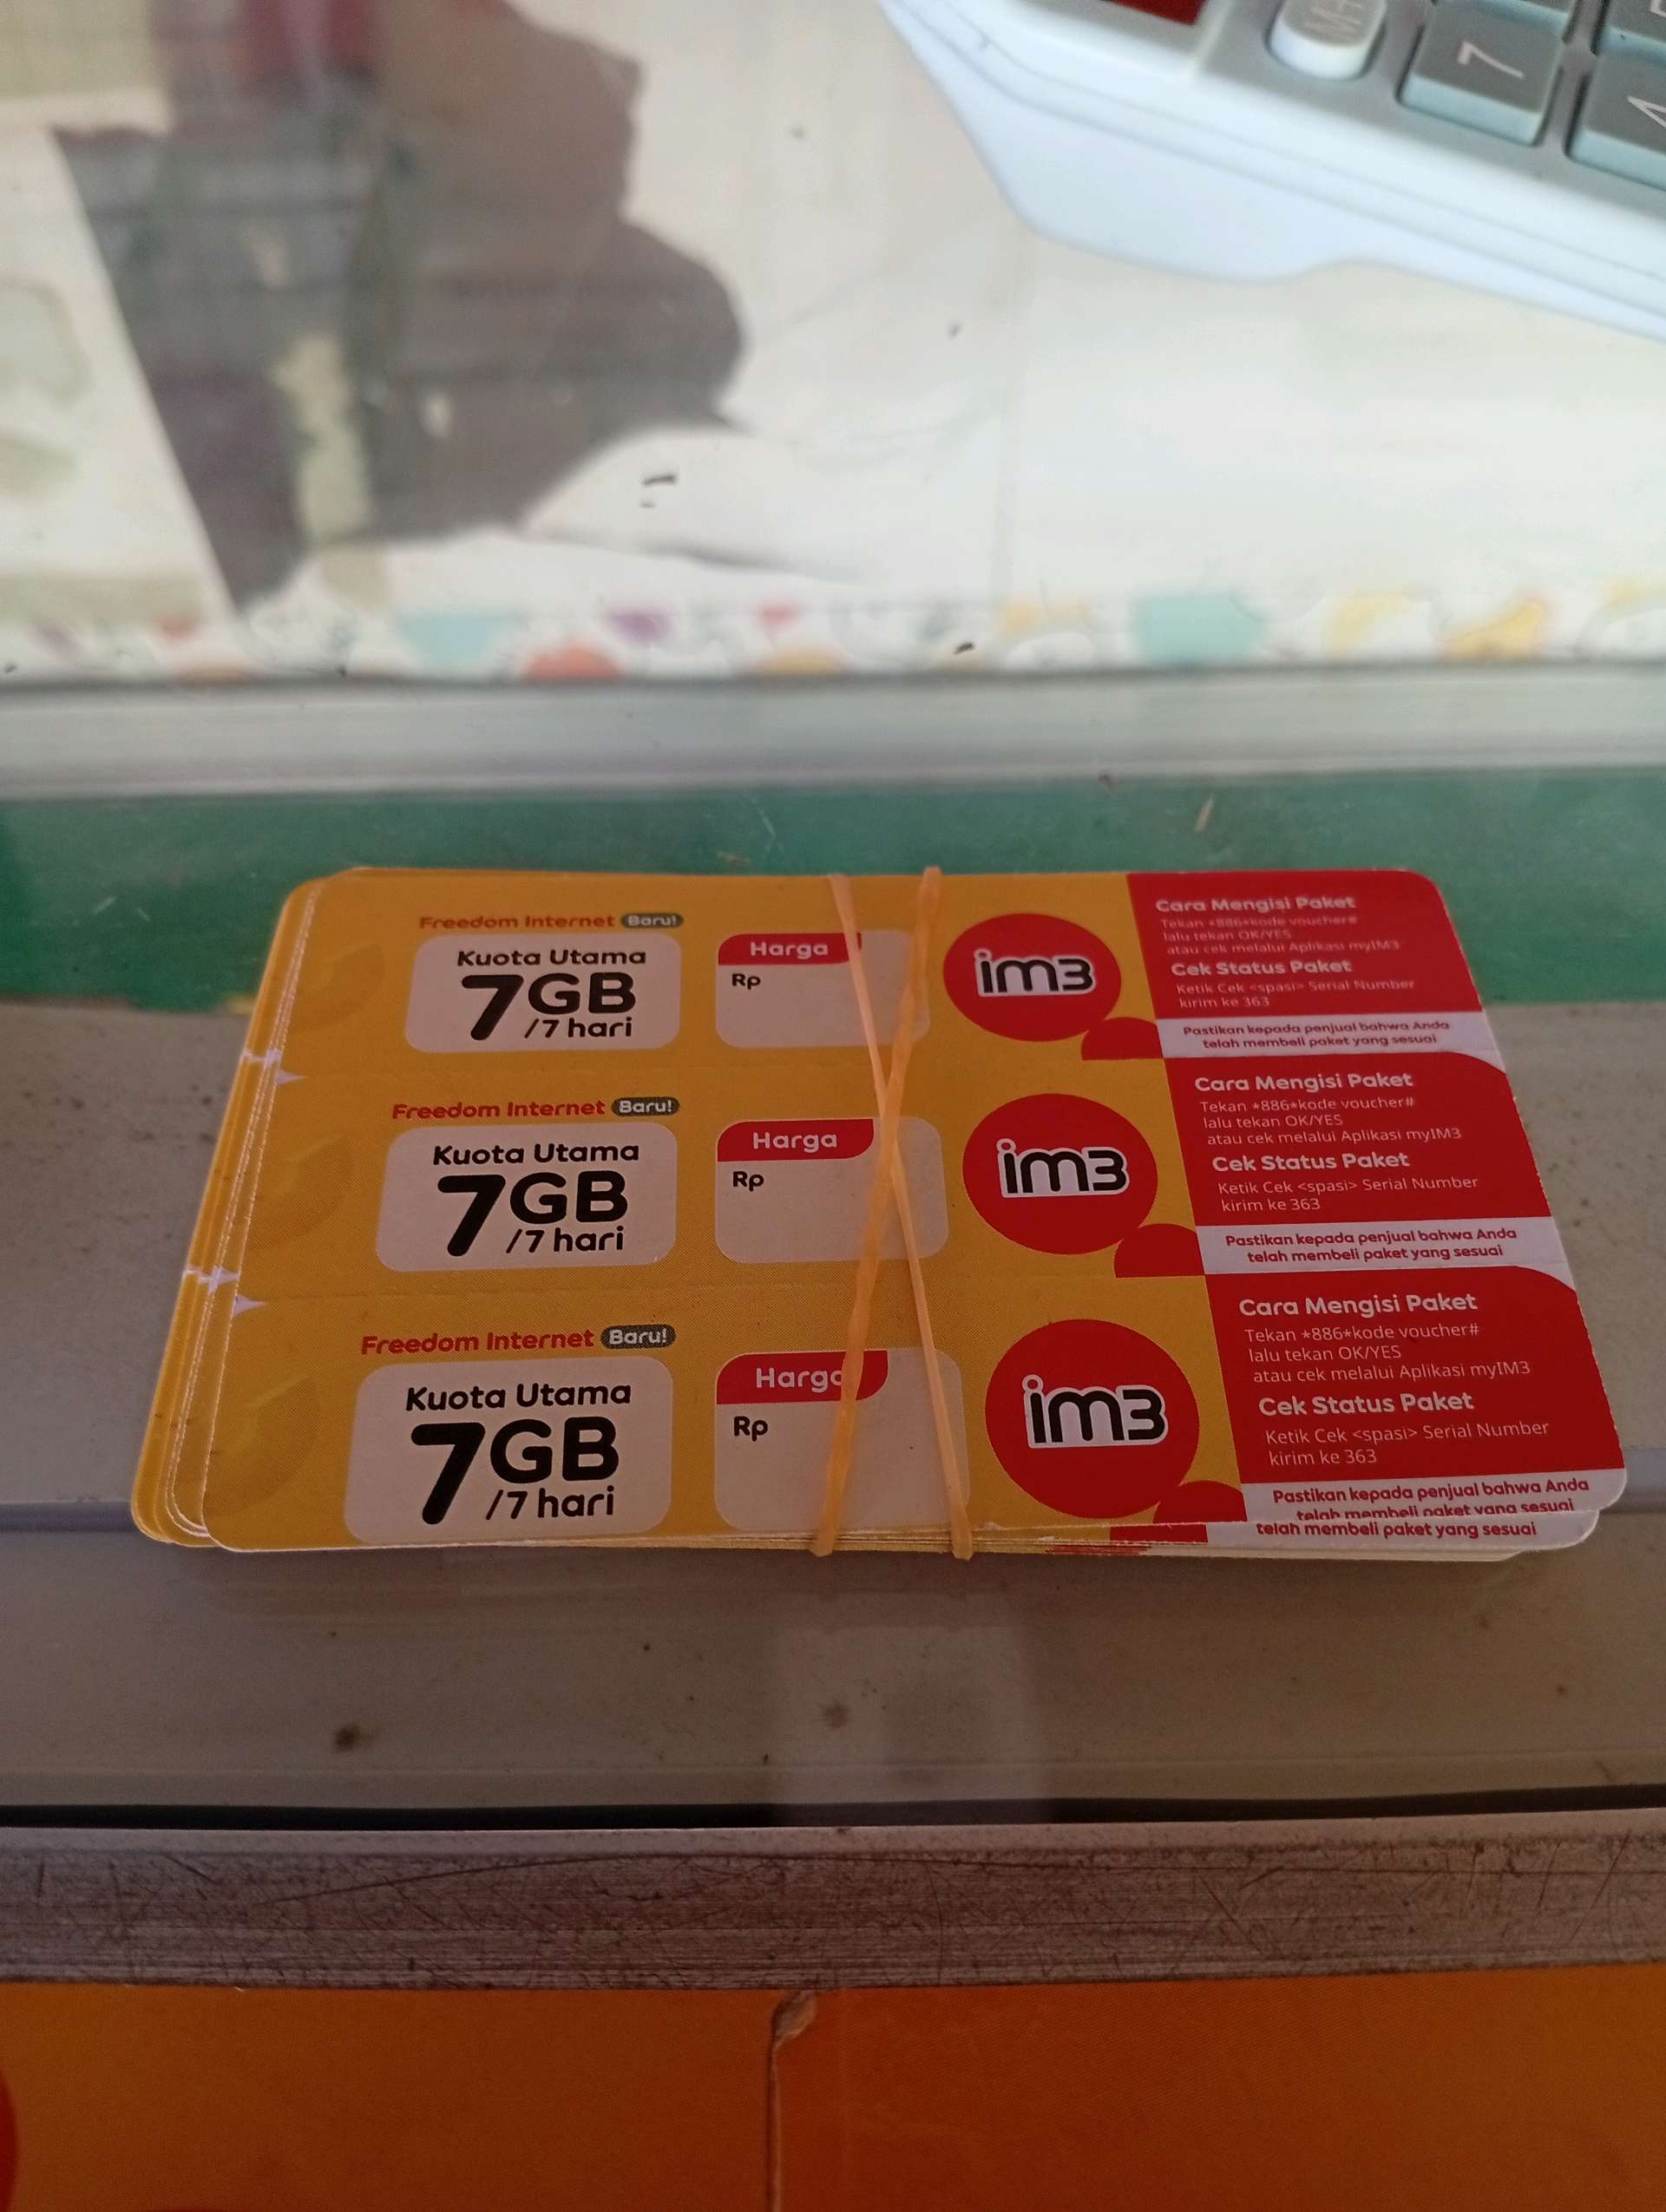 7
Freedom Internet Baru!
Kuota Utama
7GB
/7 hari
Harga
Rp
im3
Cara Mengisi Paket
Tekan *886*kode voucher#
lalu tekan OK/YES
atau cek melalui Aplikasi myIM3
Cek Status Paket
Ketik Cek <spasi> Serial Number
kirim ke 363
Pastikan kepada penjual bahwa Anda
telah membeli paket yang sesuai
Freedom Internet Baru!
Kuota Utama
7GB
/7 hari
Harga
Rp
im3
Cara Mengisi Paket
Tekan *886*kode voucher#
lalu tekan OK/YES
atau cek melalui Aplikasi myIM3
Cek Status Paket
Ketik Cek <spasi> Serial Number
kirim ke 363
Pastikan kepada penjual bahwa Anda
telah membeli paket yang sesuai
Freedom Internet Baru!
Kuota Utama
7GB
/7 hari
Harga
Rp
im3
Cara Mengisi Paket
Tekan *886*kode voucher#
lalu tekan OK/YES
atau cek melalui Aplikasi myIM3
Cek Status Paket
Ketik Cek <spasi> Serial Number
kirim ke 363
Pastikan kepada penjual bahwa Anda
telah membeli paket yang sesuai
telah membeli paket yang sesuai